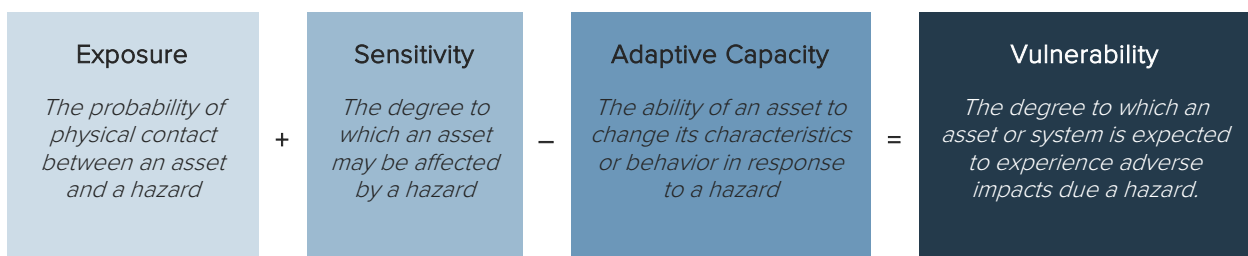 Exposure
The probability of
physical contact
between an asset
and a hazard
+
Sensitivity
The degree to
which an asset
may be affected
by a hazard
–
Adaptive Capacity
The ability of an asset to
change its characteristics
or behavior in response
to a hazard
=
Vulnerability
The degree to which an
asset or system is expected
to experience adverse
impacts due a hazard.